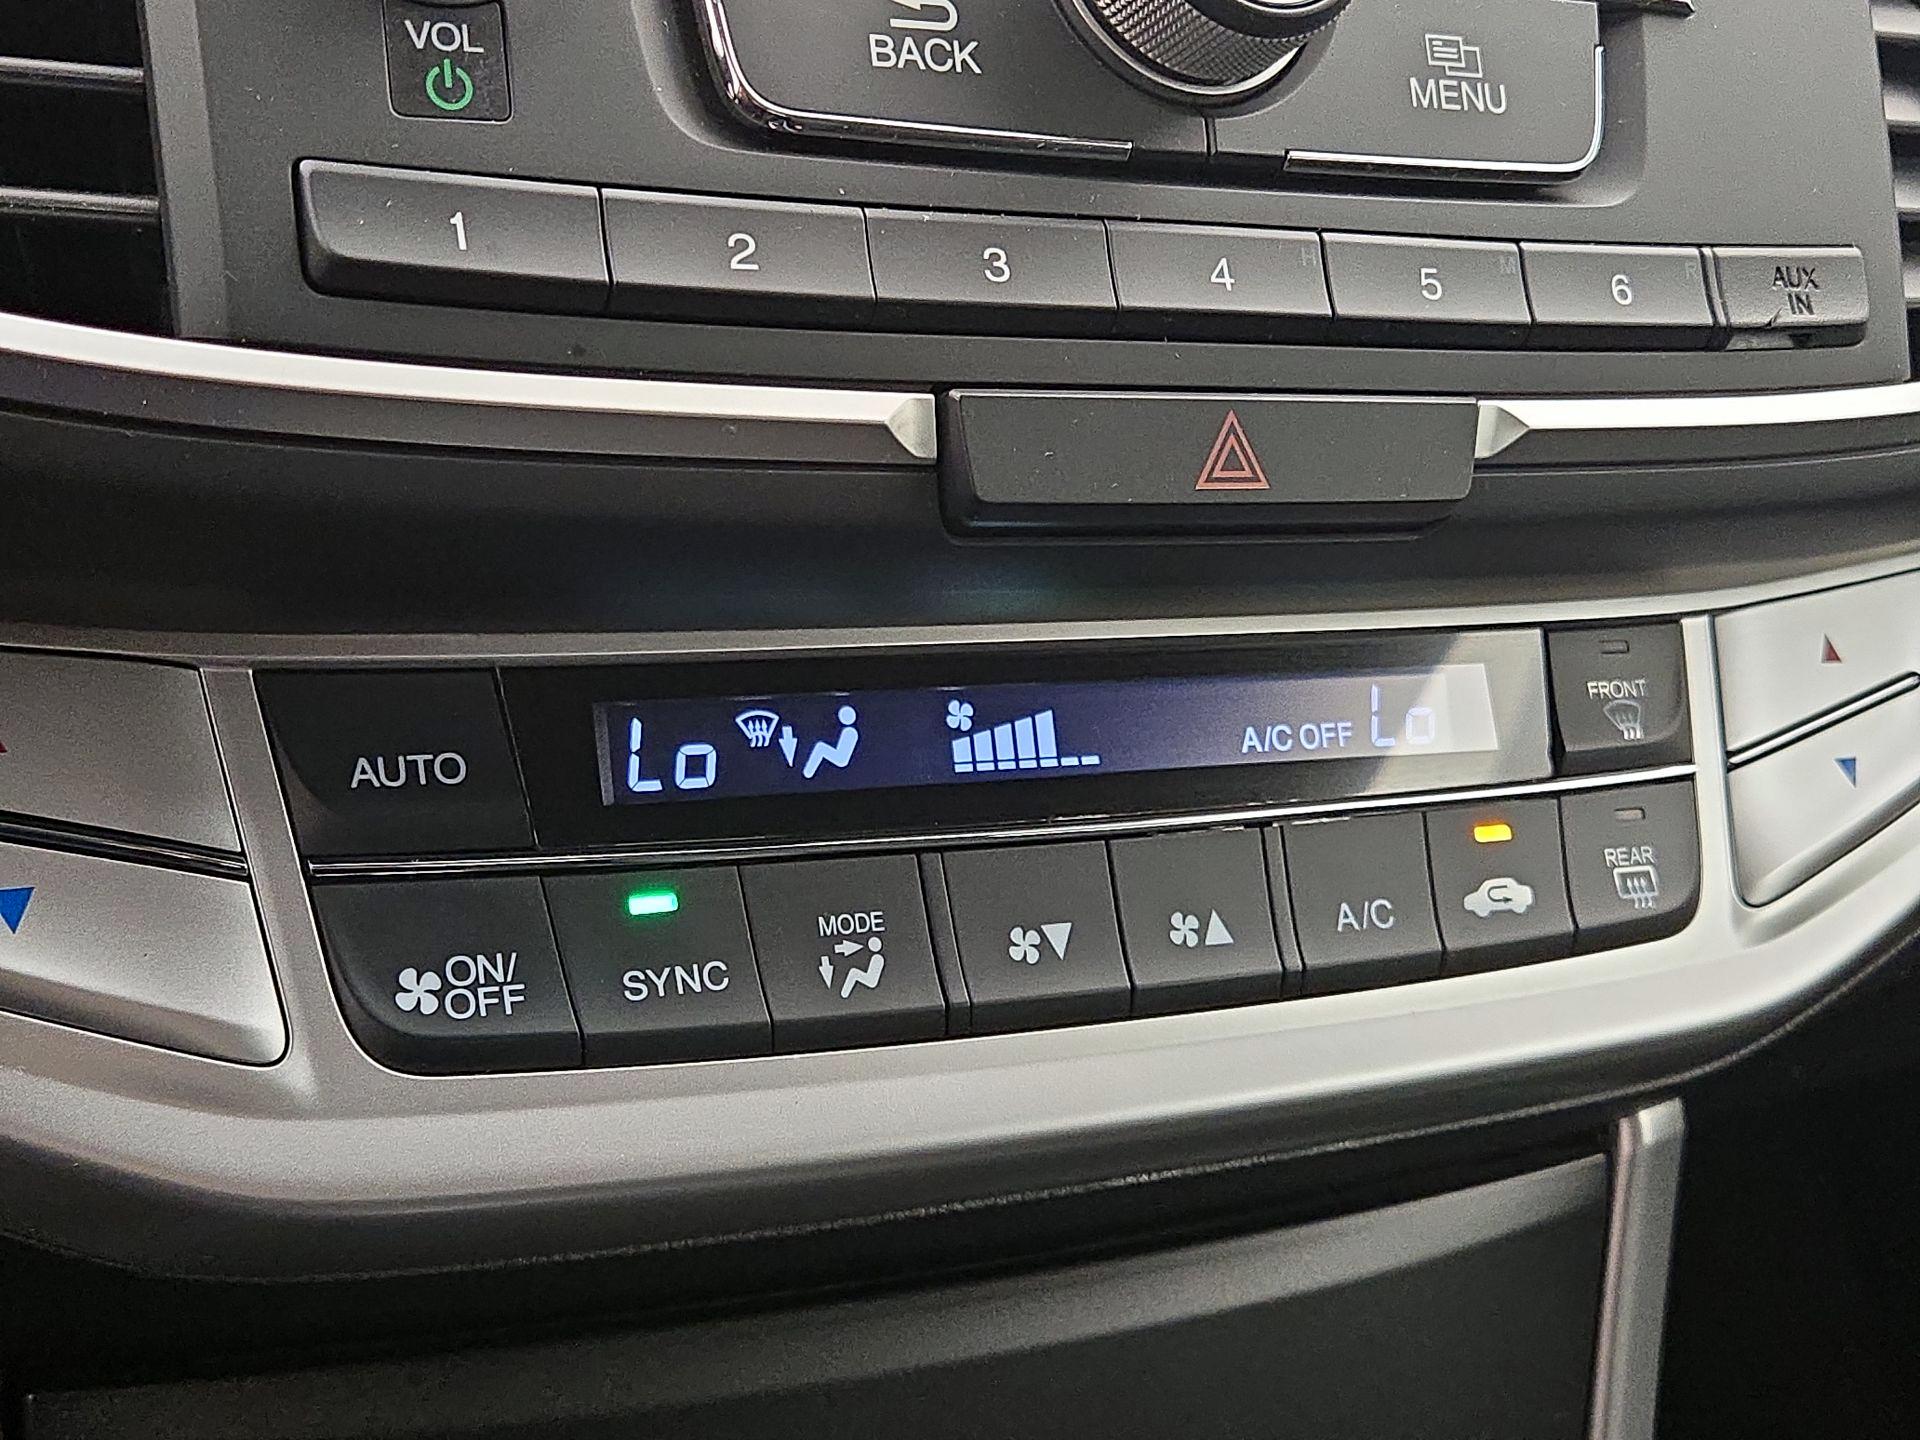 VOL
BACK
MENU
1 2 3 4 H 5 M 6 R
AUX
IN
AUTO
Lo
A/C OFF Lo
FRONT
ON/
OFF
SYNC
MODE
A/C
REAR